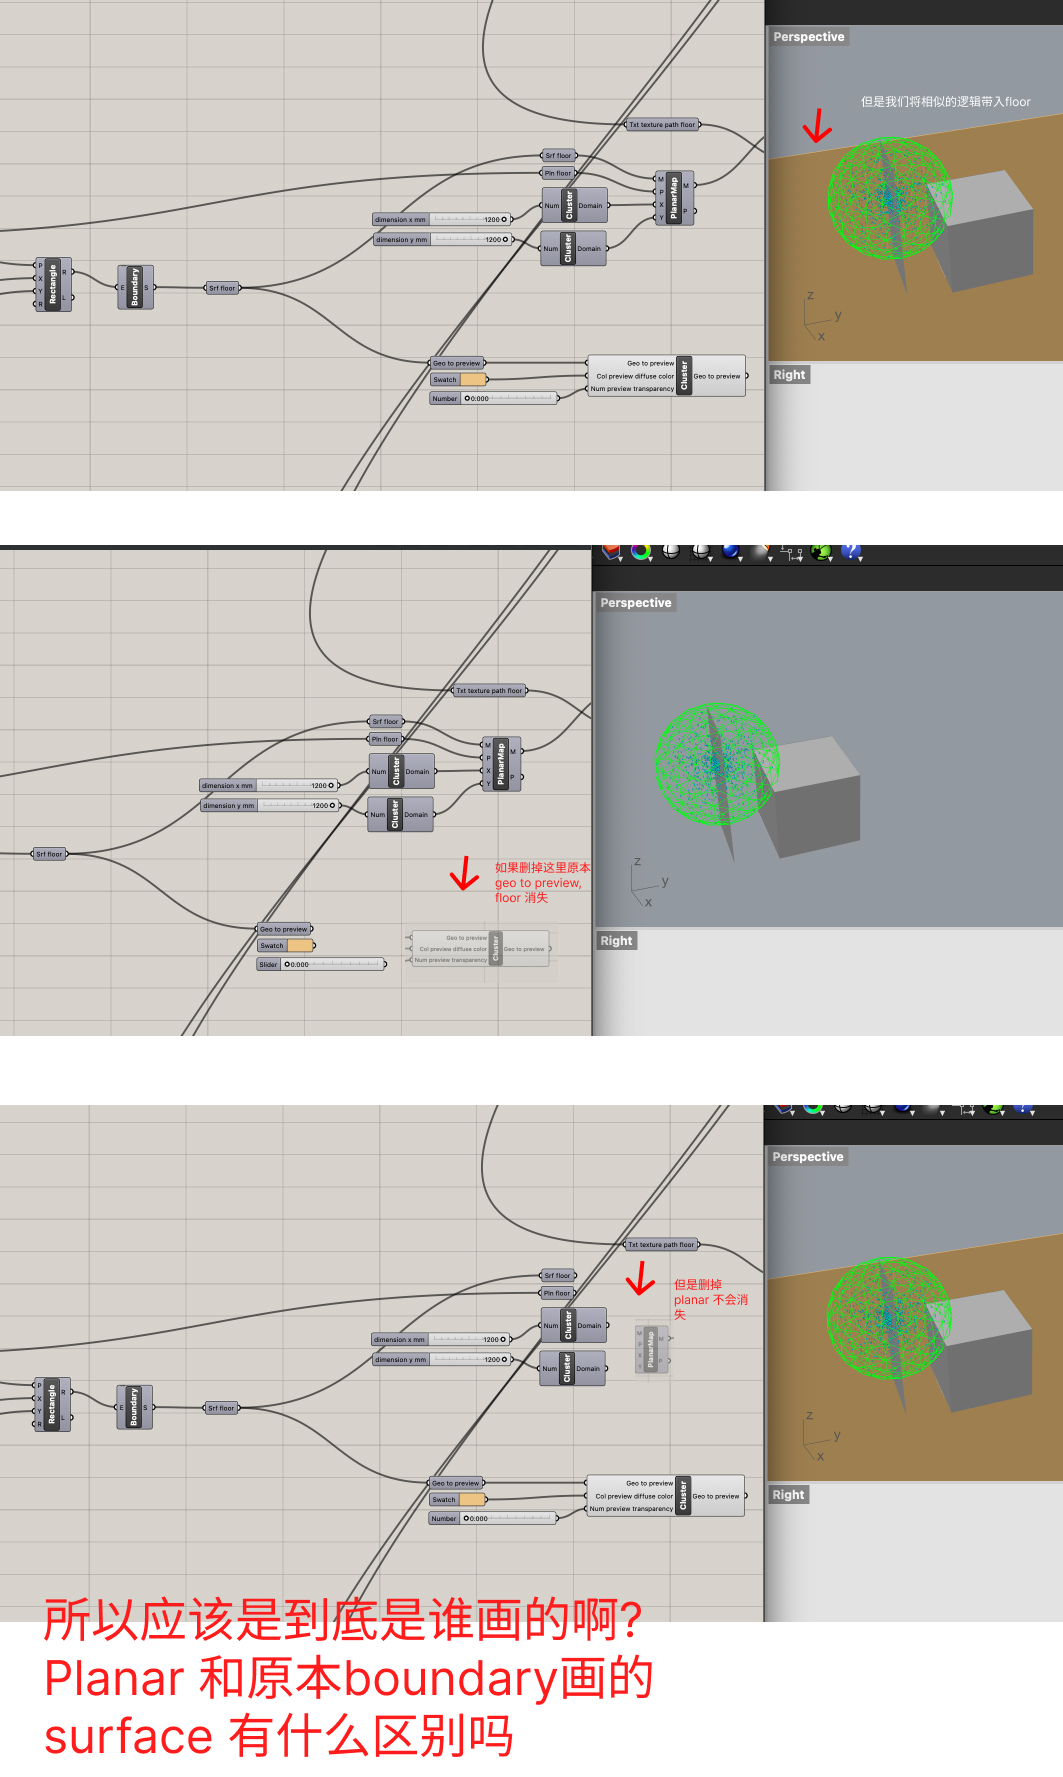 Perspective
但是我们将相似的逻辑带入floor
Txt texture path floor
Srf floor
Pln floor
M
P
X
Y
PlanarMap
M
P
dimension x mm
1200
Num
Cluster
Domain
dimension y mm
1200
Num
Cluster
Domain
P
X
Y
R
Rectangle
R
L
E
Boundary
S
Srf floor
z
y
x
Right
Geo to preview
Swatch
Number
0.000
Geo to preview
Col preview diffuse color
Num preview transparency
Cluster
Geo to preview
Perspective
Txt texture path floor
Srf floor
Pln floor
M
P
X
Y
PlanarMap
M
P
dimension x mm
1200
Num
Cluster
Domain
dimension y mm
1200
Num
Cluster
Domain
Srf floor
如果删掉这里原本
geo to preview,
floor 消失
z
y
x
Right
Geo to preview
Swatch
Slider
0.000
Geo to preview
Col preview diffuse color
Num preview transparency
Cluster
Geo to preview
Perspective
Txt texture path floor
Srf floor
Pln floor
但是删掉
planar 不会消
失
M
P
X
Y
PlanarMap
M
P
dimension x mm
1200
Num
Cluster
Domain
dimension y mm
1200
Num
Cluster
Domain
P
X
Y
R
Rectangle
R
L
E
Boundary
S
Srf floor
z
y
x
Right
Geo to preview
Swatch
Number
0.000
Geo to preview
Col preview diffuse color
Num preview transparency
Cluster
Geo to preview
所以应该是到底是谁画的啊?
Planar 和原本boundary画的
surface 有什么区别吗